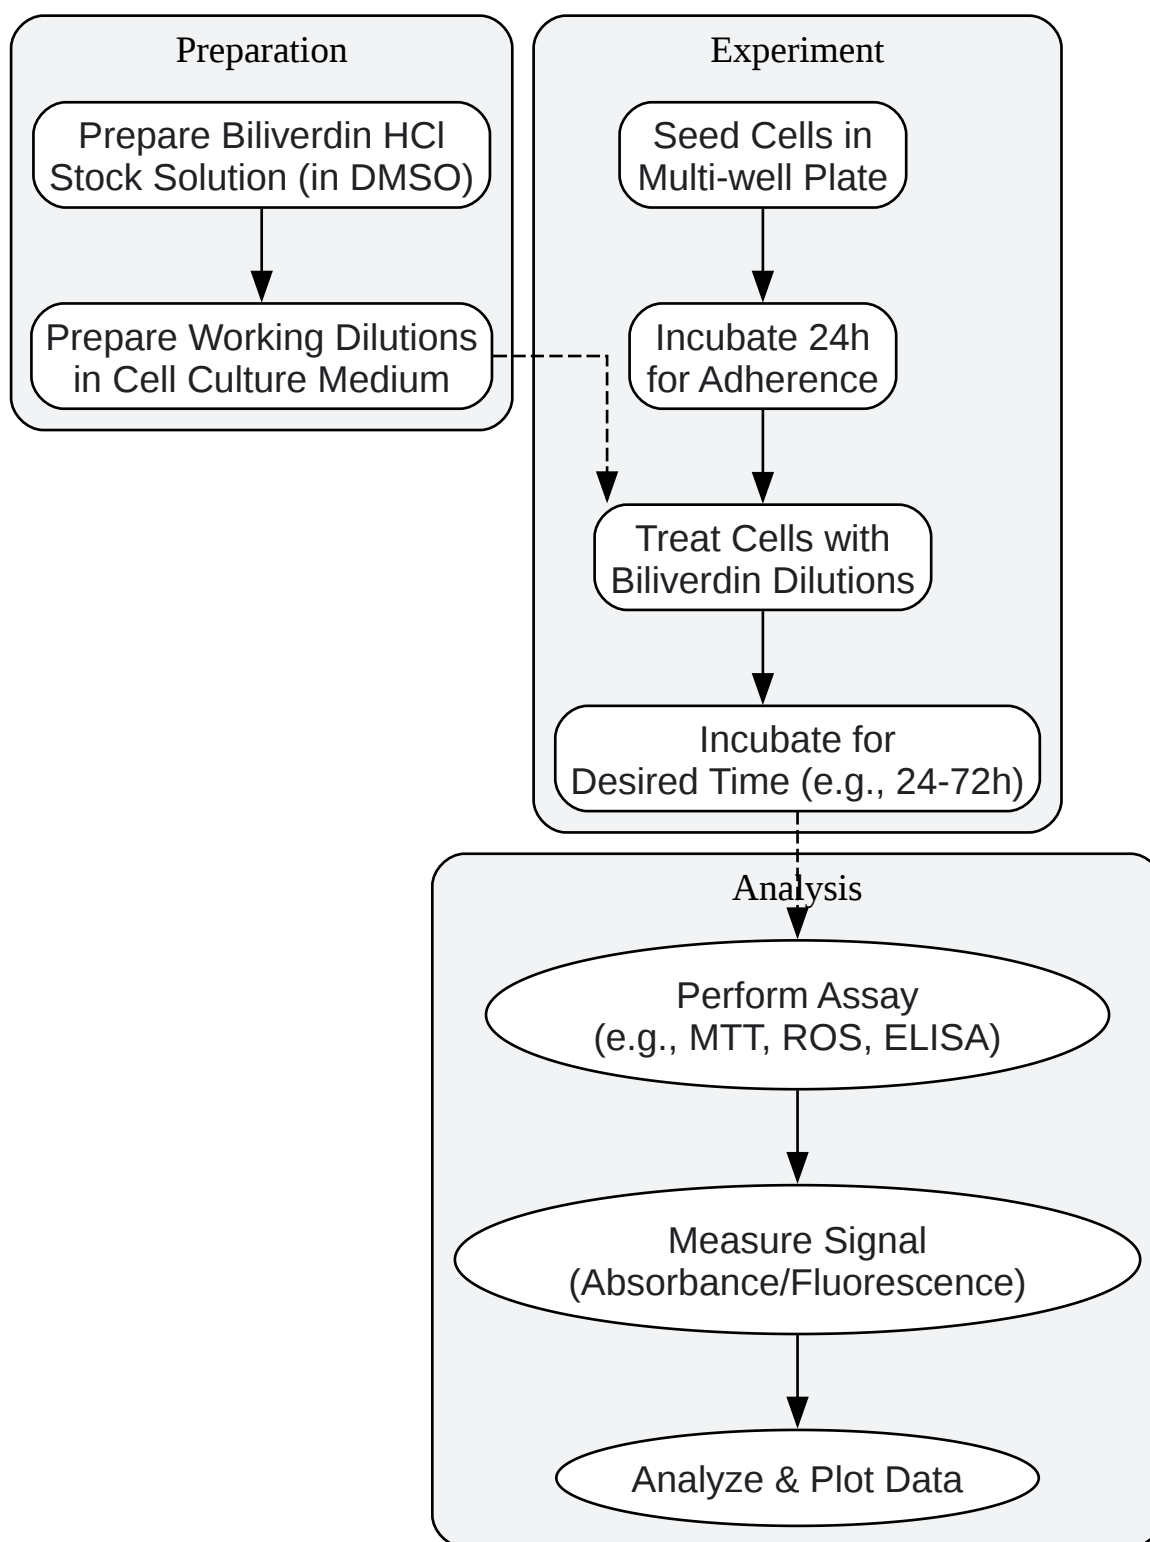 Preparation
Prepare Biliverdin HCl
Stock Solution (in DMSO)
Prepare Working Dilutions
in Cell Culture Medium
Experiment
Seed Cells in
Multi-well Plate
Incubate 24h
for Adherence
Treat Cells with
Biliverdin Dilutions
Incubate for
Desired Time (e.g., 24-72h)
Analysis
Perform Assay
(e.g., MTT, ROS, ELISA)
Measure Signal
(Absorbance/Fluorescence)
Analyze & Plot Data